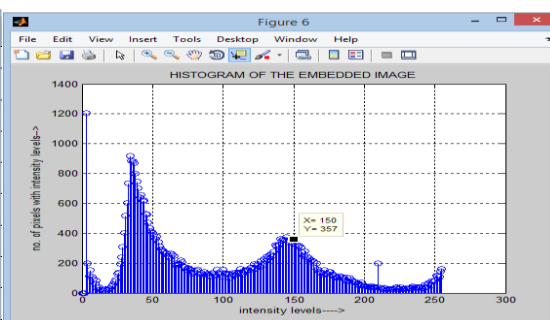 Figure 6
File Edit View Insert Tools Desktop Window Help
HISTOGRAM OF THE EMBEDDED IMAGE
1400
1200
1000
800
600
400
200
0
no. of pixels with intensity levels-->
X= 150
Y= 357
0 50 100 150 200 250 300
intensity levels---->